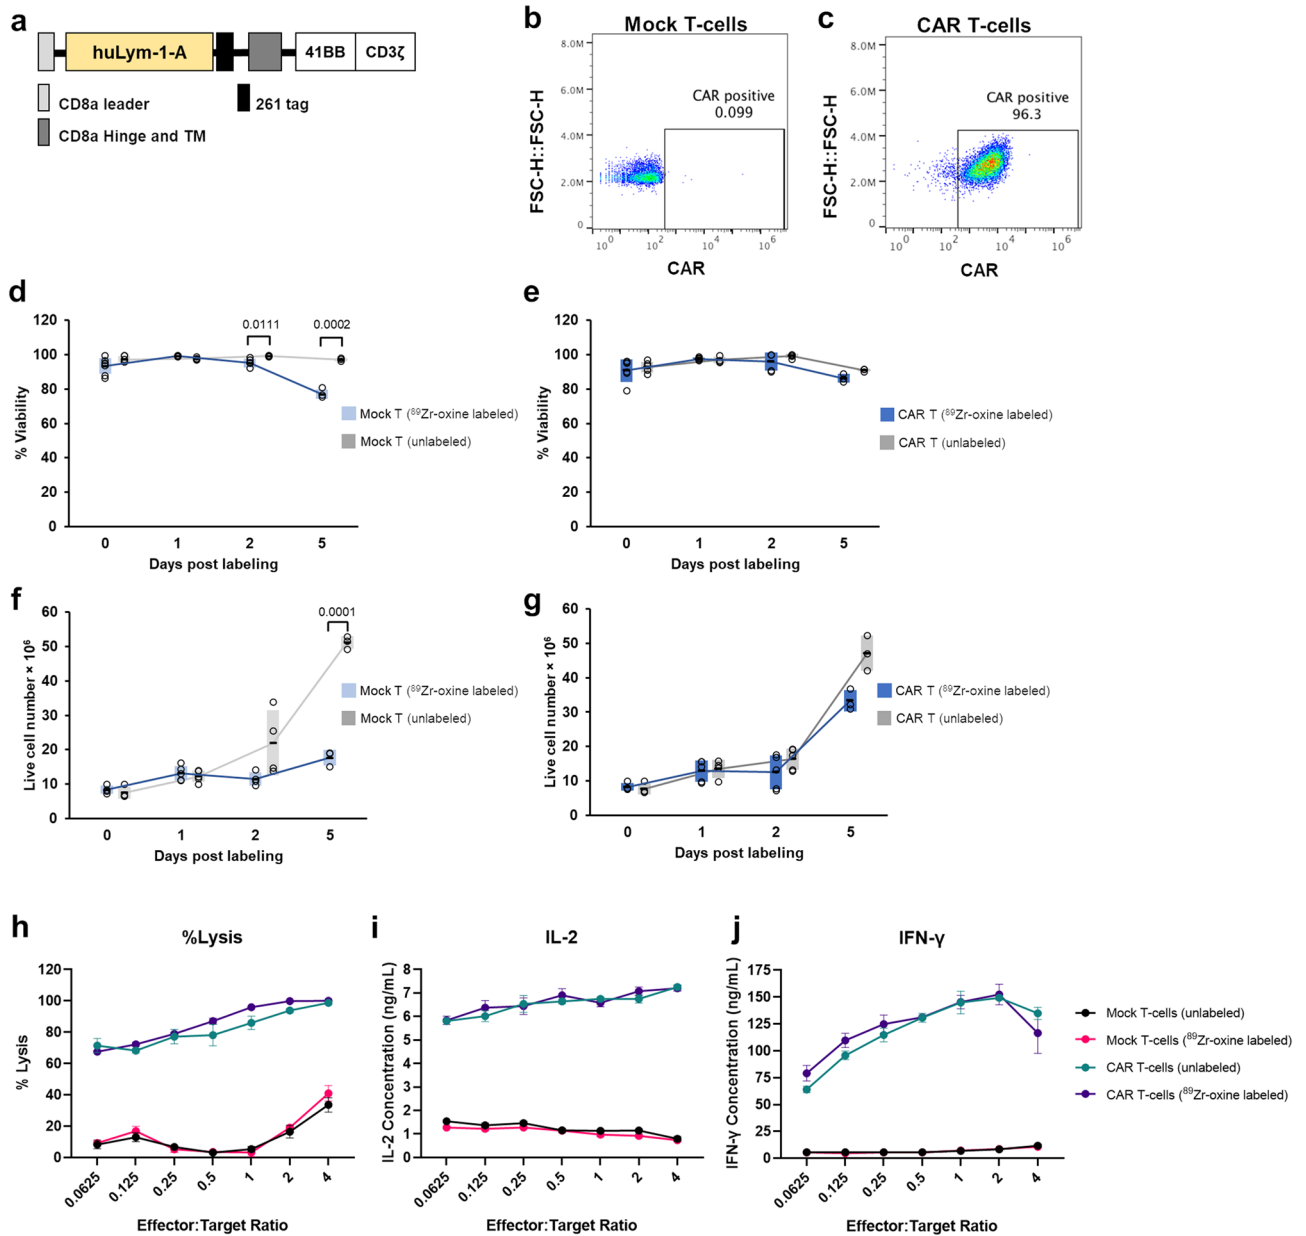 a
huLym-1-A
41BB
CD3ζ
CD8a leader
261 tag
CD8a Hinge and TM
b
Mock T-cells
FSC-H::FSC-H
8.0M
6.0M
4.0M
2.0M
0
CAR positive
0.099
10⁰
10²
10⁴
10⁶
CAR
c
CAR T-cells
FSC-H::FSC-H
8.0M
6.0M
4.0M
2.0M
0
CAR positive
96.3
10⁰
10²
10⁴
10⁶
CAR
d
% Viability
120
100
80
60
40
20
0
0.0111
0.0002
Mock T (⁸⁹Zr-oxine labeled)
Mock T (unlabeled)
0 1 2 5
Days post labeling
e
% Viability
120
100
80
60
40
20
0
CAR T (⁸⁹Zr-oxine labeled)
CAR T (unlabeled)
0 1 2 5
Days post labeling
f
Live cell number × 10⁶
60
50
40
30
20
10
0
0.0001
Mock T (⁸⁹Zr-oxine labeled)
Mock T (unlabeled)
0 1 2 5
Days post labeling
g
Live cell number × 10⁶
60
50
40
30
20
10
0
CAR T (⁸⁹Zr-oxine labeled)
CAR T (unlabeled)
0 1 2 5
Days post labeling
h
%Lysis
% Lysis
120
100
80
60
40
20
0
0.0625 0.125 0.25 0.5 1 2 4
Effector:Target Ratio
i
IL-2
IL-2 Concentration (ng/mL)
8
7
6
5
4
3
2
1
0
0.0625 0.125 0.25 0.5 1 2 4
Effector:Target Ratio
j
IFN-γ
IFN-γ Concentration (ng/mL)
175
150
125
100
75
50
25
0
0.0625 0.125 0.25 0.5 1 2 4
Effector:Target Ratio
Mock T-cells (unlabeled)
Mock T-cells (⁸⁹Zr-oxine labeled)
CAR T-cells (unlabeled)
CAR T-cells (⁸⁹Zr-oxine labeled)